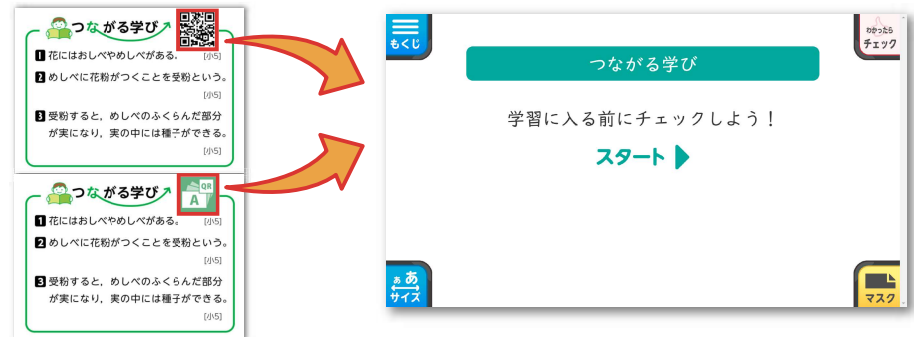 つながる学び
1 花にはおしべやめしべがある。 [小5]
2 めしべに花粉がつくことを受粉という。
[小5]
3 受粉すると，めしべのふくらんだ部分
が実になり，実の中には種子ができる。
[小5]
つながる学び
QR
A
1 花にはおしべやめしべがある。 [小5]
2 めしべに花粉がつくことを受粉という。
[小5]
3 受粉すると，めしべのふくらんだ部分
が実になり，実の中には種子ができる。
[小5]
もくじ
わかったら
チェック
つながる学び
学習に入る前にチェックしよう！
スタート
ぁあ
サイズ
マスク